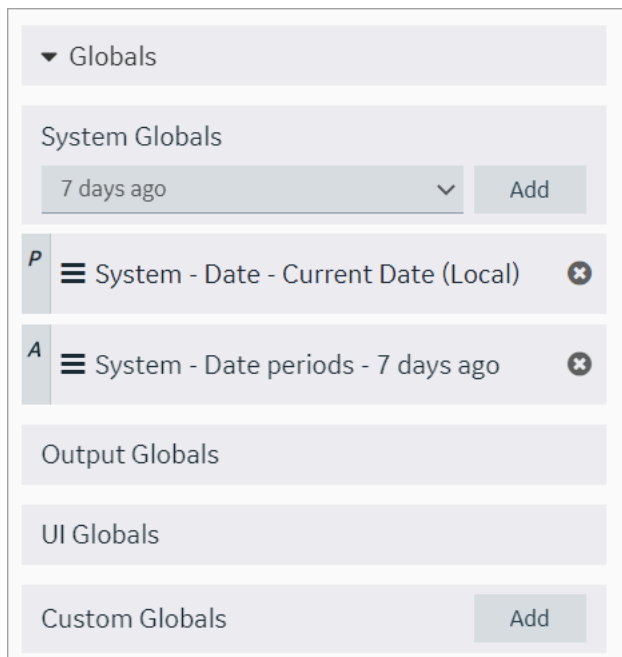 Globals
System Globals
7 days ago
Add
P
System - Date - Current Date (Local)
A
System - Date periods - 7 days ago
Output Globals
UI Globals
Custom Globals
Add